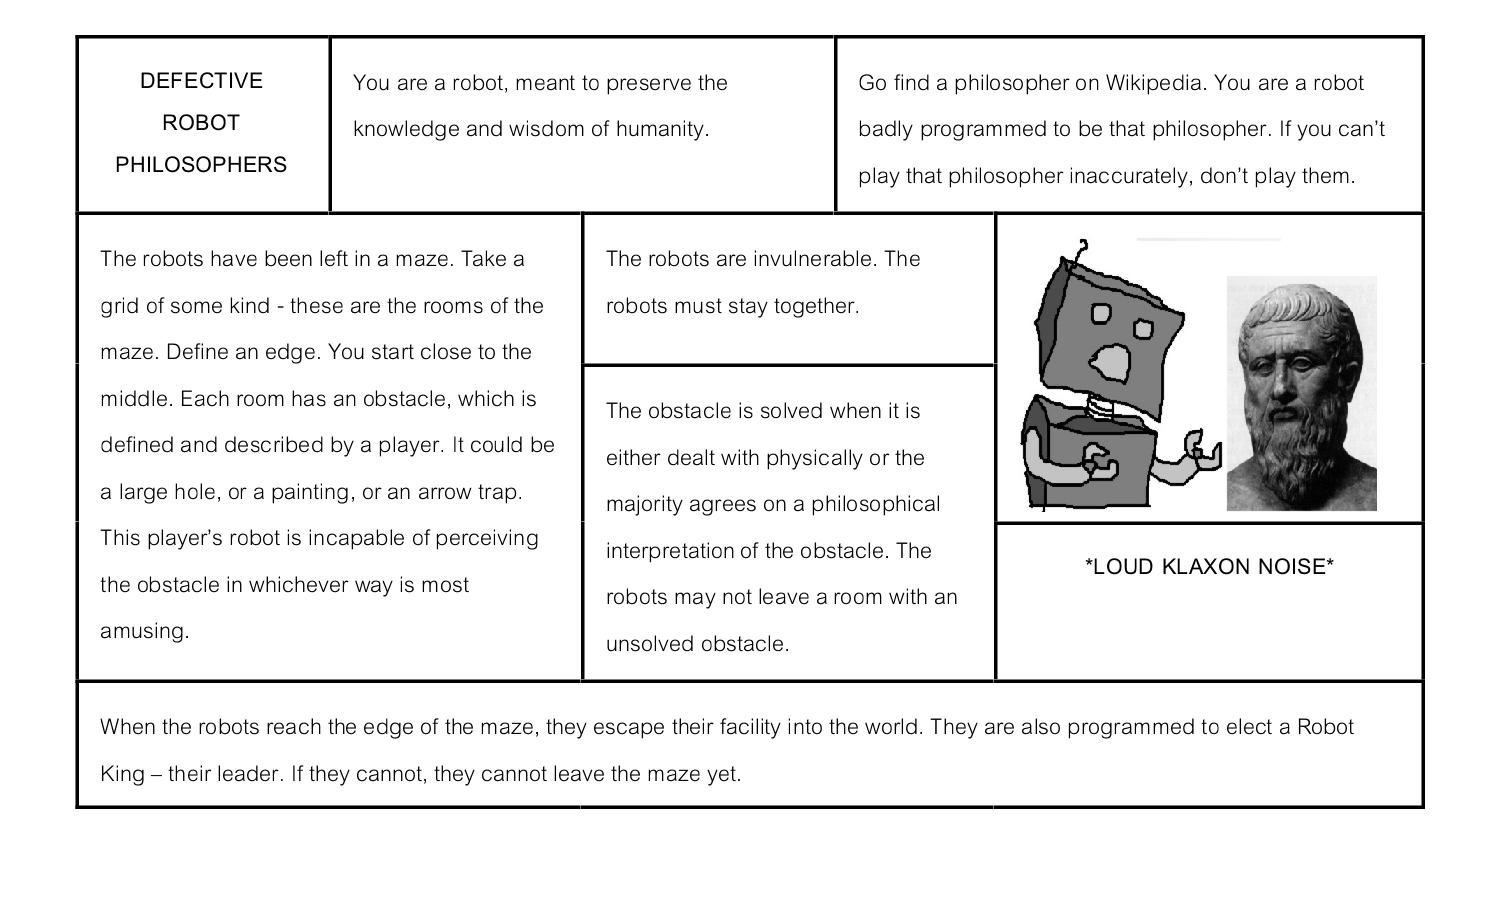 DEFECTIVE
ROBOT
PHILOSOPHERS
You are a robot, meant to preserve the
knowledge and wisdom of humanity.
Go find a philosopher on Wikipedia. You are a robot
badly programmed to be that philosopher. If you can’t
play that philosopher inaccurately, don’t play them.
The robots have been left in a maze. Take a
grid of some kind - these are the rooms of the
maze. Define an edge. You start close to the
middle. Each room has an obstacle, which is
defined and described by a player. It could be
a large hole, or a painting, or an arrow trap.
This player’s robot is incapable of perceiving
the obstacle in whichever way is most
amusing.
The robots are invulnerable. The
robots must stay together.
The obstacle is solved when it is
either dealt with physically or the
majority agrees on a philosophical
interpretation of the obstacle. The
robots may not leave a room with an
unsolved obstacle.
*LOUD KLAXON NOISE*
When the robots reach the edge of the maze, they escape their facility into the world. They are also programmed to elect a Robot
King – their leader. If they cannot, they cannot leave the maze yet.